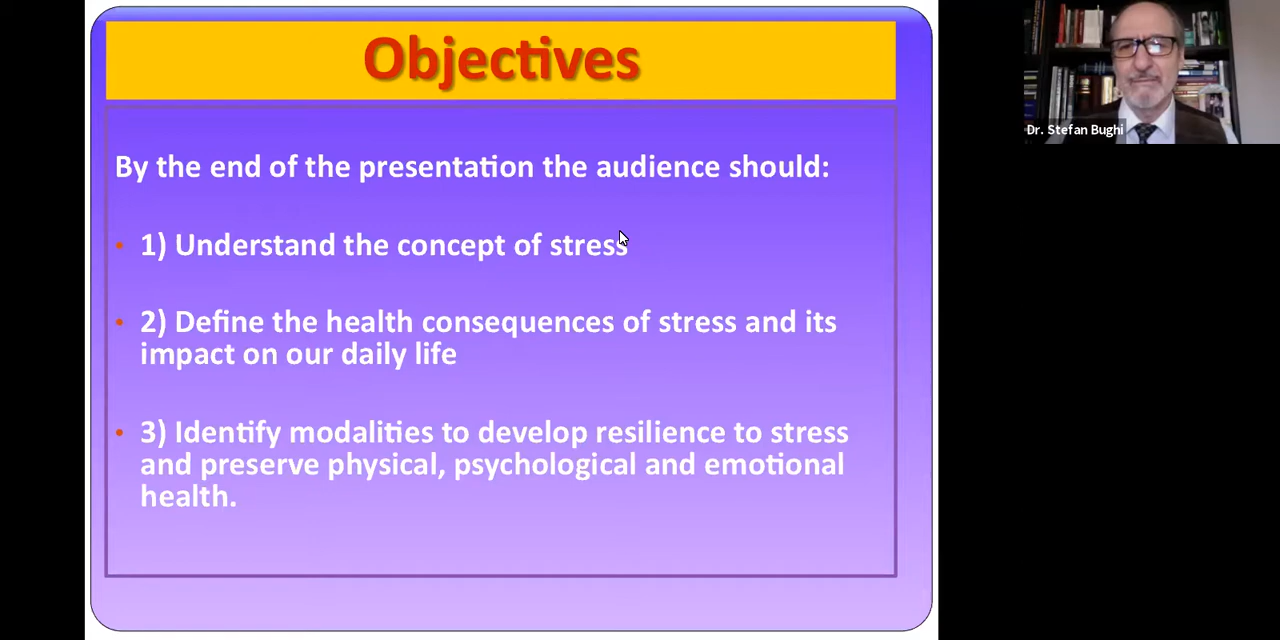 Objectives
By the end of the presentation the audience should:
• 1) Understand the concept of stress
• 2) Define the health consequences of stress and its
impact on our daily life
• 3) Identify modalities to develop resilience to stress
and preserve physical, psychological and emotional
health.
Dr. Stefan Bughi